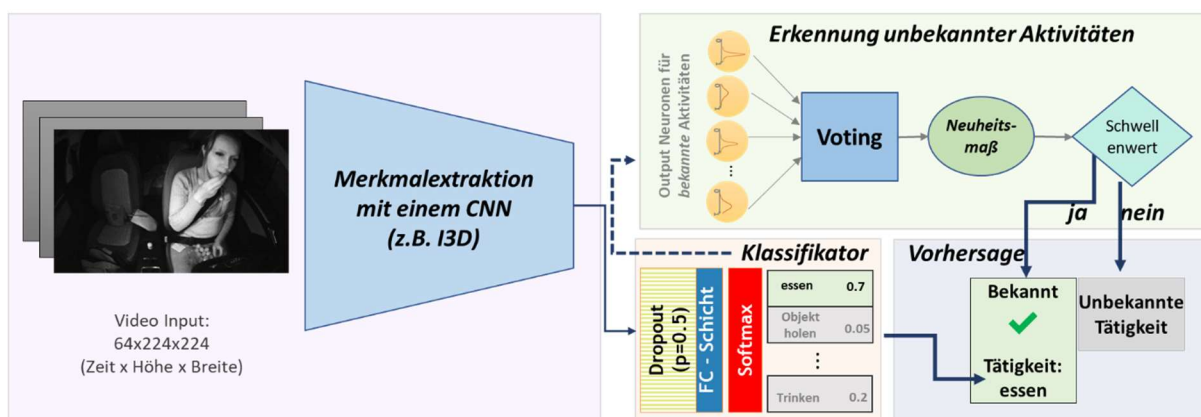 Video Input:
64x224x224
(Zeit x Höhe x Breite)
Merkmalextraktion
mit einem CNN
(z.B. I3D)
Erkennung unbekannter Aktivitäten
Output Neuronen für
bekannte Aktivitäten
...
Voting
Neuheits-
maß
Schwell
enwert
ja
nein
Klassifikator
Dropout
(p=0.5)
FC - Schicht
Softmax
essen 0.7
Objekt
holen 0.05
...
Trinken 0.2
Vorhersage
Bekannt
Tätigkeit:
essen
Unbekannte
Tätigkeit